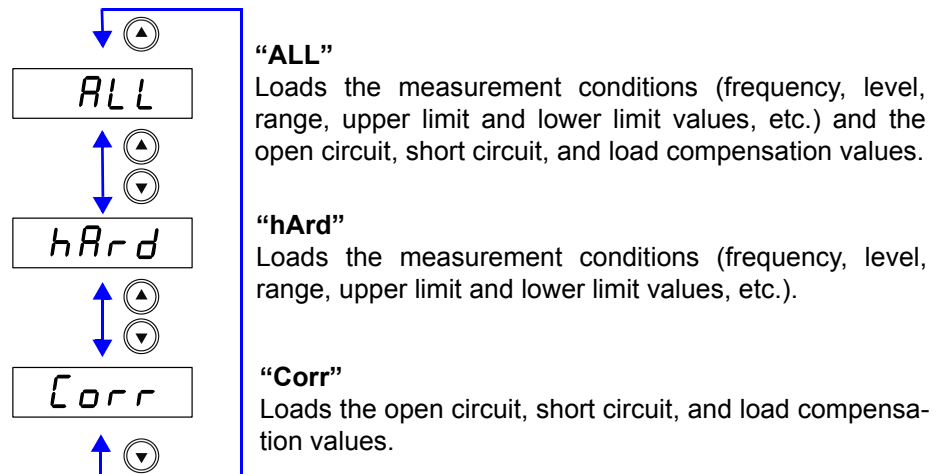 ALL
“ALL”
Loads the measurement conditions (frequency, level,
range, upper limit and lower limit values, etc.) and the
open circuit, short circuit, and load compensation values.
hArd
“hArd”
Loads the measurement conditions (frequency, level,
range, upper limit and lower limit values, etc.).
Corr
“Corr”
Loads the open circuit, short circuit, and load compensa-
tion values.